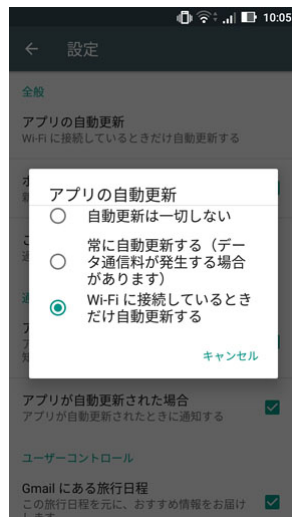 10:05
設定
全般
アプリの自動更新
Wi-Fi に接続しているときだけ自動更新する
アプリの自動更新
自動更新は一切しない
常に自動更新する（デー
タ通信料が発生する場合
があります）
Wi-Fi に接続しているとき
だけ自動更新する
キャンセル
アプリが自動更新された場合
アプリが自動更新されたときに通知する
ユーザーコントロール
Gmail にある旅行日程
この旅行日程を元に、おすすめ情報をお届け
します